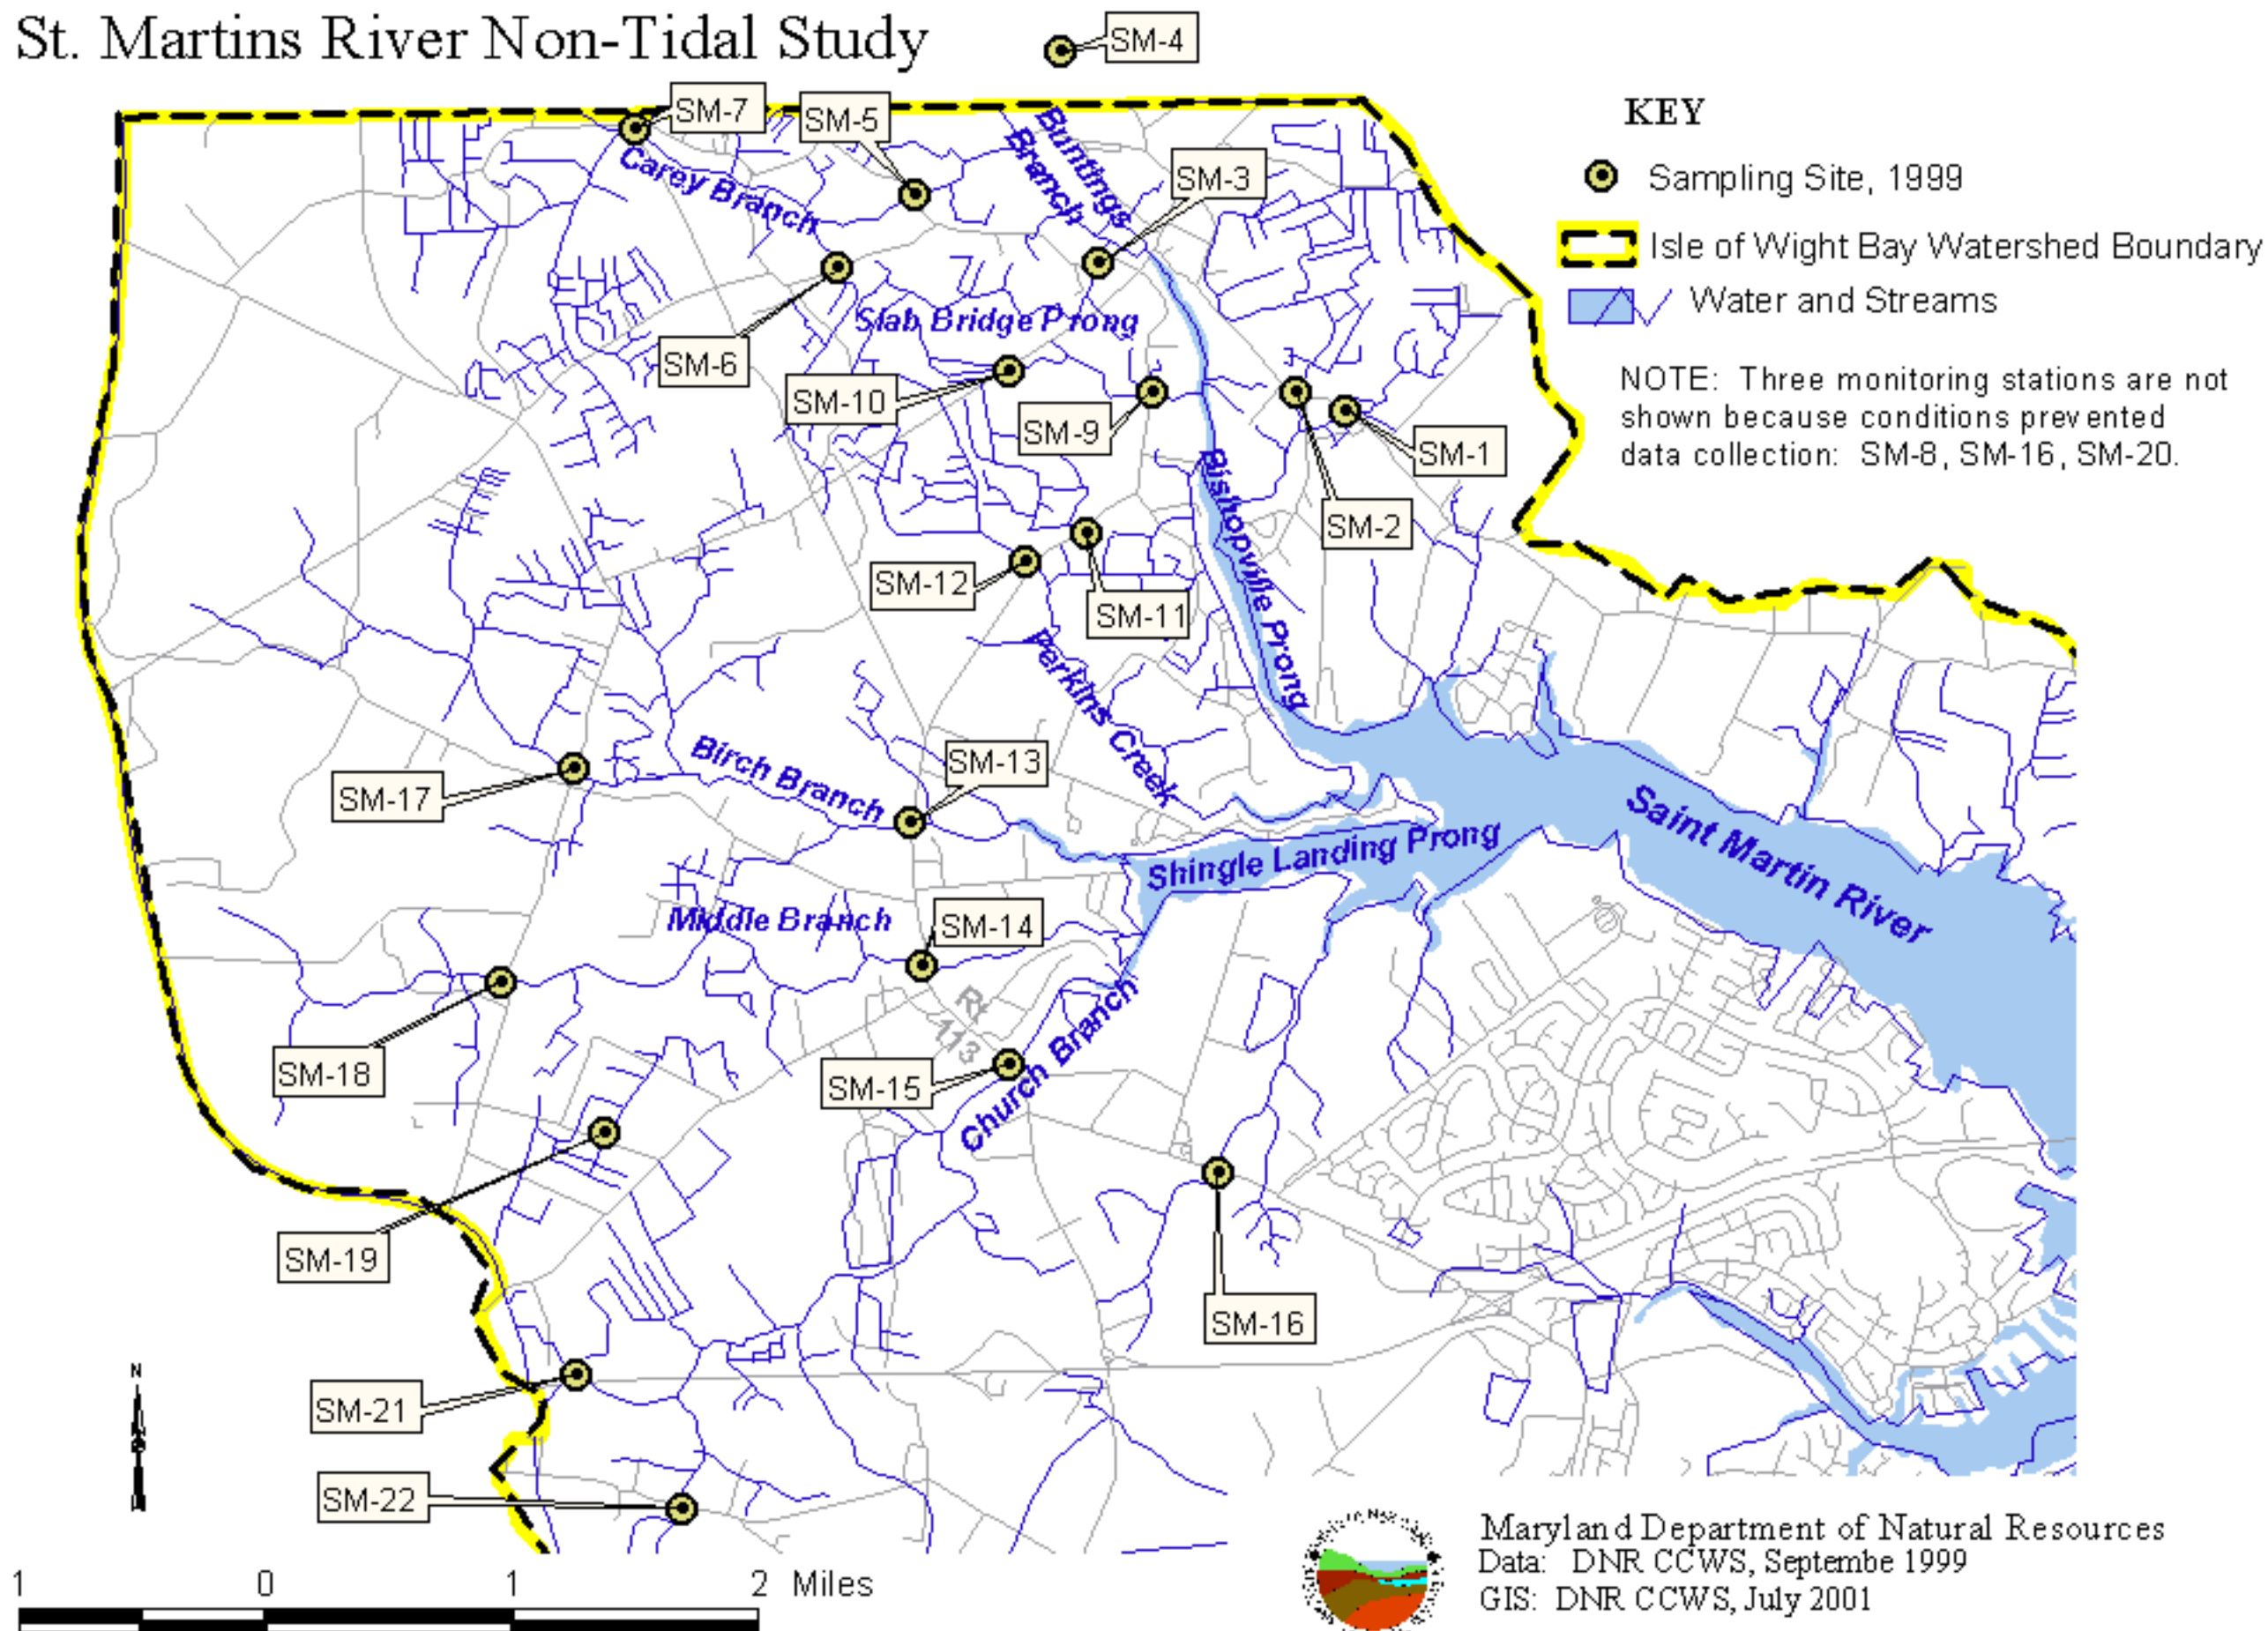 St. Martins River Non-Tidal Study
SM-4
SM-7
SM-5
SM-3
KEY
Sampling Site, 1999
Isle of Wight Bay Watershed Boundary
Water and Streams
NOTE: Three monitoring stations are not
shown because conditions prevented
data collection: SM-8, SM-16, SM-20.
Carey Branch
Buntings
Branch
Slab Bridge Prong
SM-6
SM-10
SM-9
SM-1
SM-2
Bishopville Prong
SM-12
SM-11
Perkins Creek
Birch Branch
SM-13
SM-17
Shingle Landing Prong
Saint Martin River
Middle Branch
SM-14
Rt
113
SM-18
SM-15
Church Branch
SM-19
SM-16
SM-21
SM-22
N
1 0 1 2 Miles
Maryland Department of Natural Resources
Data: DNR CCWS, Septembe 1999
GIS: DNR CCWS, July 2001